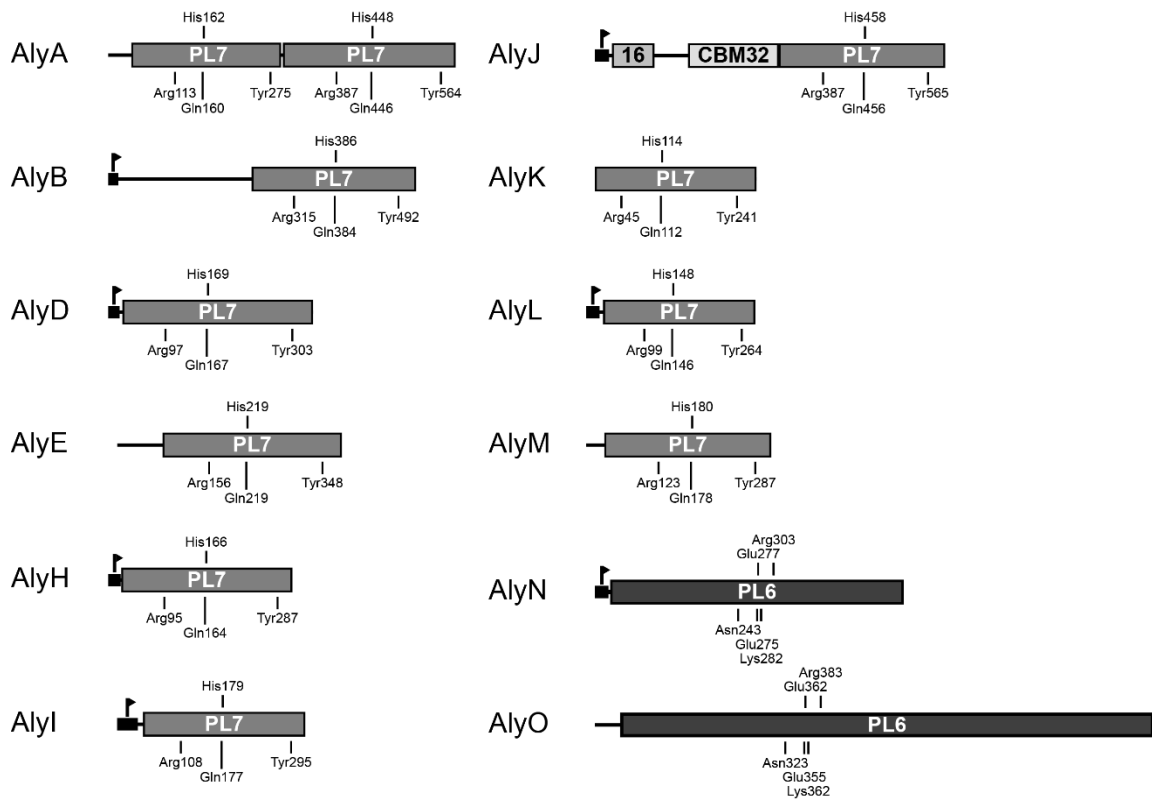 AlyA
His162
His448
PL7
PL7
Arg113
Gln160
Tyr275
Arg387
Gln446
Tyr564
AlyB
His386
PL7
Arg315
Gln384
Tyr492
AlyD
His169
PL7
Arg97
Gln167
Tyr303
AlyE
His219
PL7
Arg156
Gln219
Tyr348
AlyH
His166
PL7
Arg95
Gln164
Tyr287
AlyI
His179
PL7
Arg108
Gln177
Tyr295
AlyJ
His458
16
CBM32
PL7
Arg387
Gln456
Tyr565
AlyK
His114
PL7
Arg45
Gln112
Tyr241
AlyL
His148
PL7
Arg99
Gln146
Tyr264
AlyM
His180
PL7
Arg123
Gln178
Tyr287
AlyN
Arg303
Glu277
PL6
Asn243
Glu275
Lys282
AlyO
Arg383
Glu362
PL6
Asn323
Glu355
Lys362